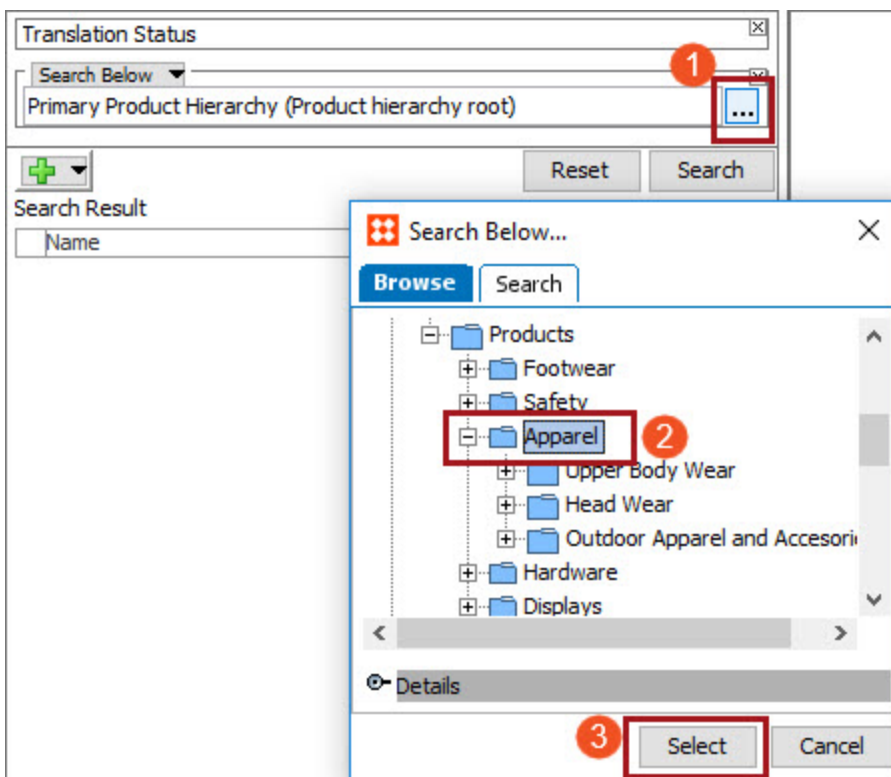 Translation Status
Search Below
1
Primary Product Hierarchy (Product hierarchy root)
...
Reset
Search
Search Result
Name
Search Below...
Browse
Search
Products
Footwear
Safety
Apparel
2
Upper Body Wear
Head Wear
Outdoor Apparel and Accesori
Hardware
Displays
Details
3
Select
Cancel